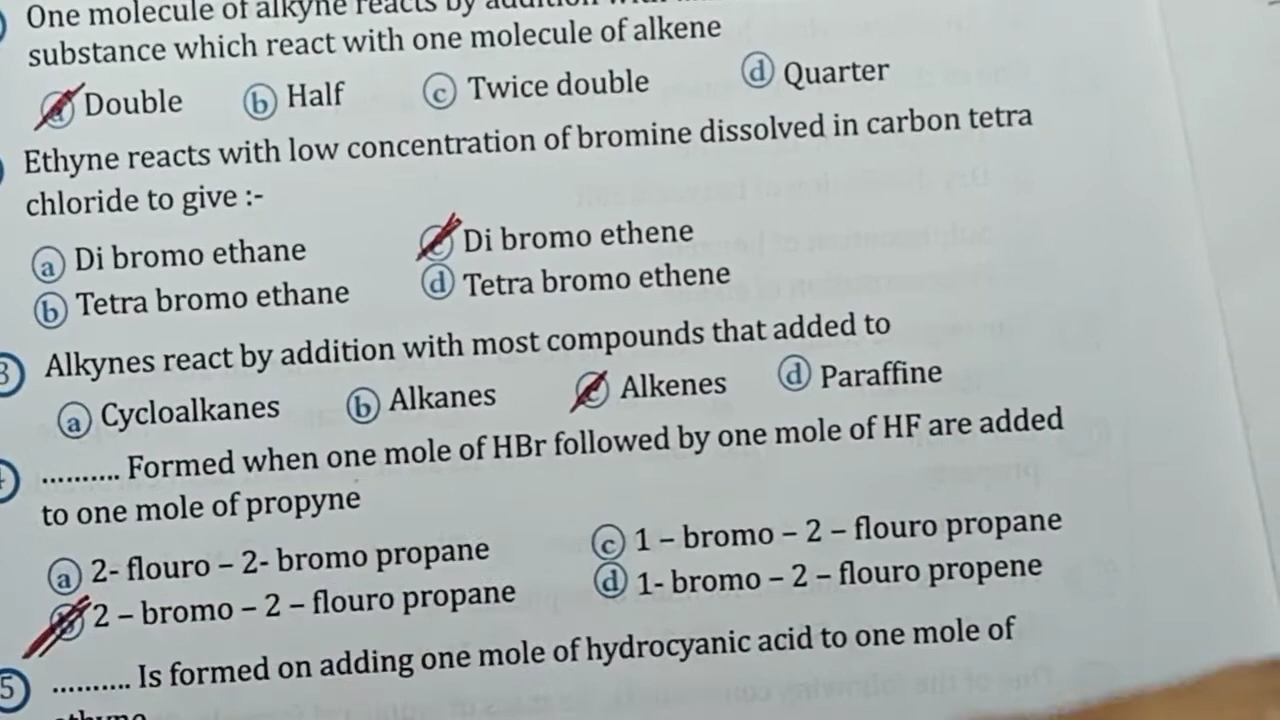 One molecule of alkyne reacts by
substance which react with one molecule of alkene
a Double b Half c Twice double d Quarter
Ethyne reacts with low concentration of bromine dissolved in carbon tetra
chloride to give :-
a Di bromo ethane c Di bromo ethene
b Tetra bromo ethane d Tetra bromo ethene
3 Alkynes react by addition with most compounds that added to
a Cycloalkanes b Alkanes c Alkenes d Paraffine
.......... Formed when one mole of HBr followed by one mole of HF are added
to one mole of propyne
a 2- flouro – 2- bromo propane c 1 – bromo – 2 – flouro propane
b 2 – bromo – 2 – flouro propane d 1- bromo – 2 – flouro propene
5 .......... Is formed on adding one mole of hydrocyanic acid to one mole of